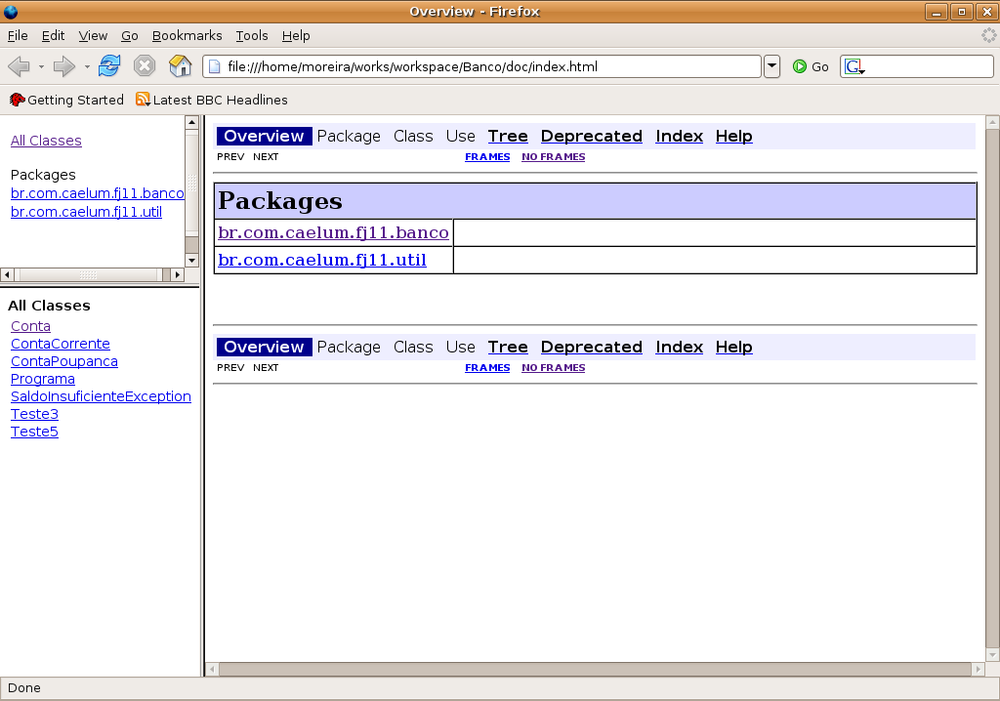 Overview - Firefox
File Edit View Go Bookmarks Tools Help
file:///home/moreira/works/workspace/Banco/doc/index.html Go G
Getting Started Latest BBC Headlines
All Classes
Packages
br.com.caelum.fj11.banco
br.com.caelum.fj11.util
All Classes
Conta
ContaCorrente
ContaPoupanca
Programa
SaldoInsuficienteException
Teste3
Teste5
Overview Package Class Use Tree Deprecated Index Help
PREV NEXT FRAMES NO FRAMES
Packages
br.com.caelum.fj11.banco
br.com.caelum.fj11.util
Overview Package Class Use Tree Deprecated Index Help
PREV NEXT FRAMES NO FRAMES
Done